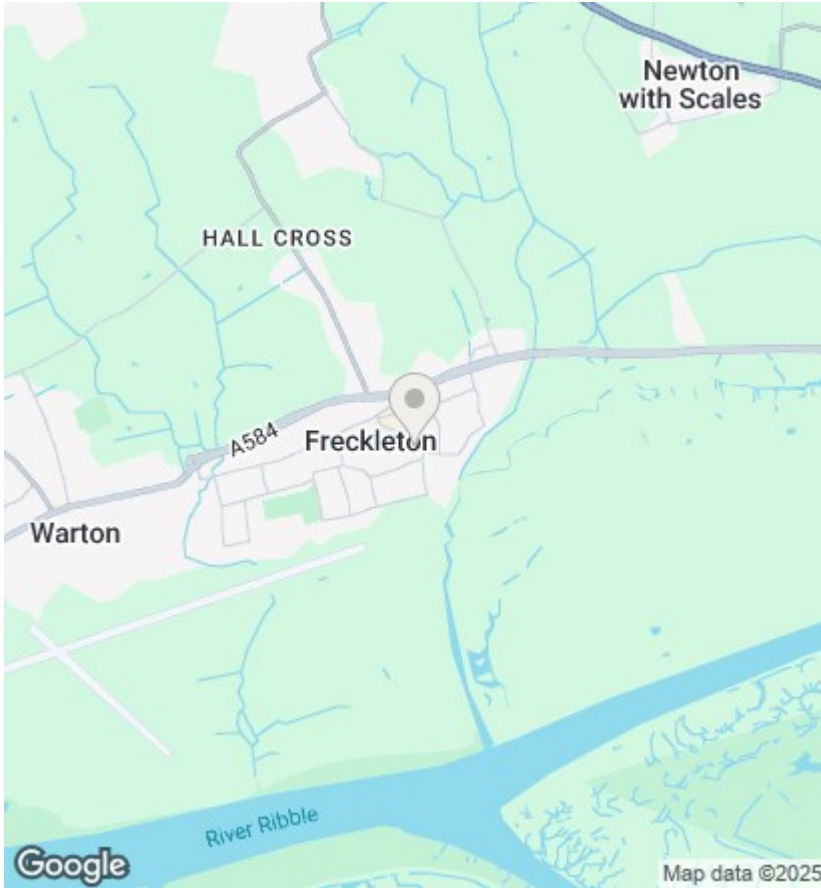 Newton
with Scales
HALL CROSS
A584
Freckleton
Warton
River Ribble
Google
Map data ©2025